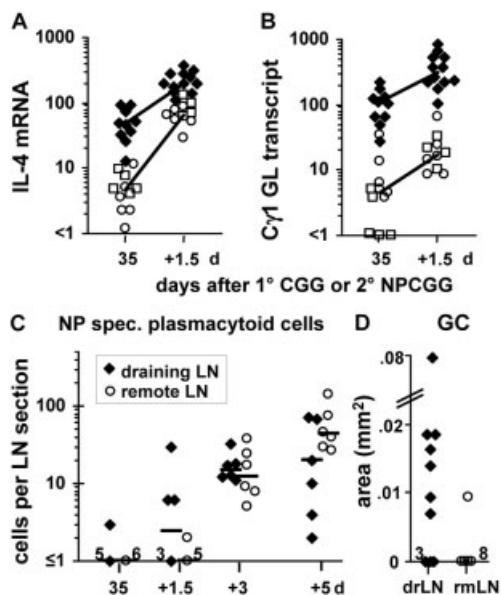 A
B
IL-4 mRNA
1000
100
10
<1
35
+1.5
d
Cγ1 GL transcript
1000
100
10
<1
35
+1.5
d
days after 1° CGG or 2° NPCGG
C NP spec. plasmacytoid cells
D GC
draining LN
remote LN
cells per LN section
100
10
≤1
5
6
3
5
35
+1.5
+3
+5 d
area (mm²)
.08
.02
.01
0
3
8
drLN
rmLN